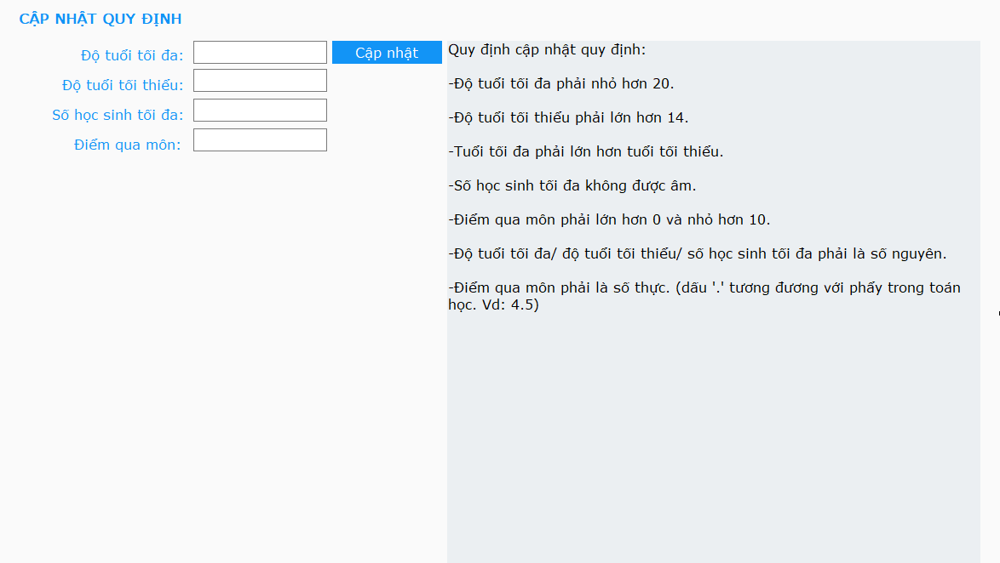 CẬP NHẬT QUY ĐỊNH
Độ tuổi tối đa:
Cập nhật
Độ tuổi tối thiểu:
Số học sinh tối đa:
Điểm qua môn:
Quy định cập nhật quy định:
-Độ tuổi tối đa phải nhỏ hơn 20.
-Độ tuổi tối thiểu phải lớn hơn 14.
-Tuổi tối đa phải lớn hơn tuổi tối thiểu.
-Số học sinh tối đa không được âm.
-Điểm qua môn phải lớn hơn 0 và nhỏ hơn 10.
-Độ tuổi tối đa/ độ tuổi tối thiểu/ số học sinh tối đa phải là số nguyên.
-Điểm qua môn phải là số thực. (dấu '.' tương đương với phẩy trong toán
học. Vd: 4.5)